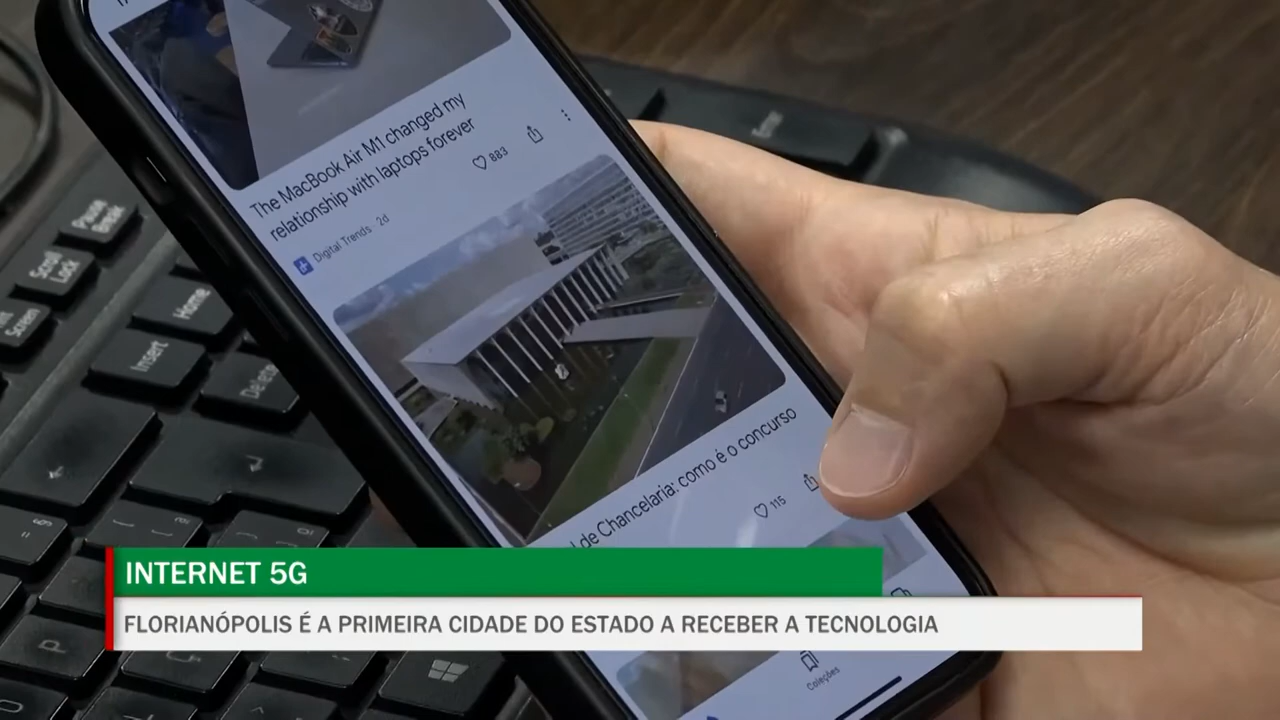 The MacBook Air M1 changed my
relationship with laptops forever
883
Digital Trends · 2d
l de Chancelaria: como é o concurso
115
Coleções
Pause
Break
Scroll
Lock
Screen
Home
Insert
Delete
P
INTERNET 5G
FLORIANÓPOLIS É A PRIMEIRA CIDADE DO ESTADO A RECEBER A TECNOLOGIA